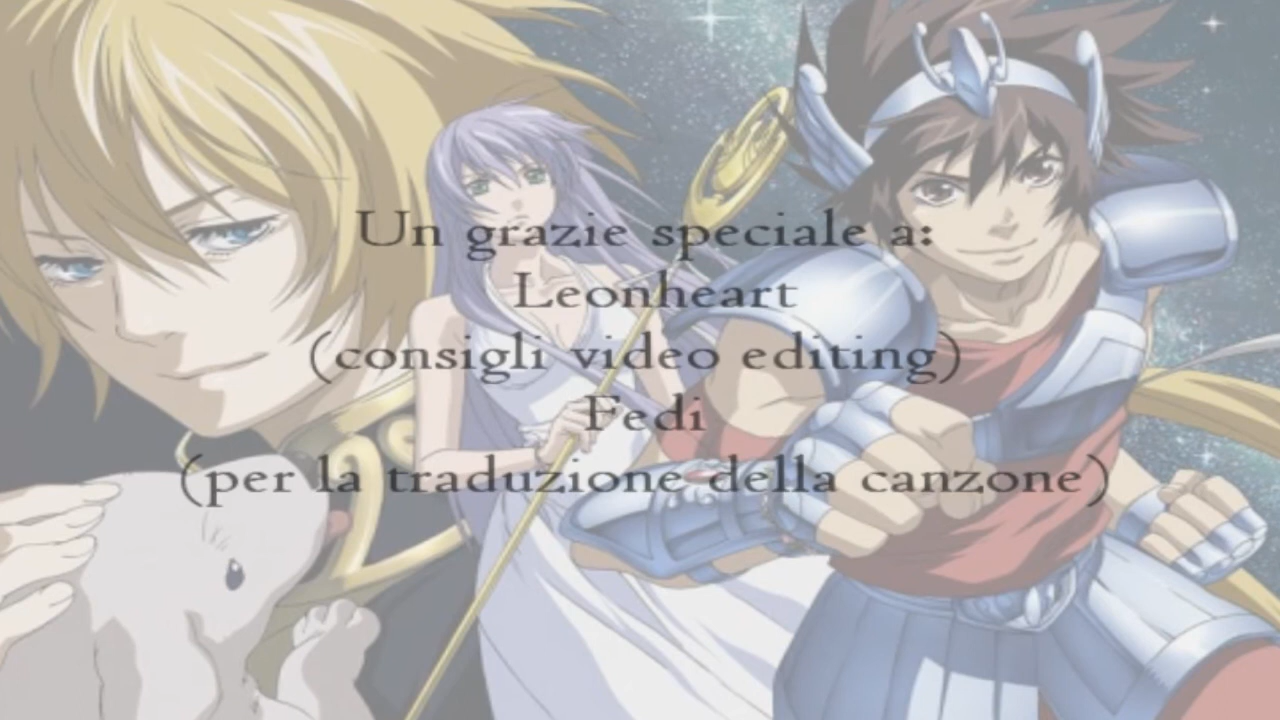 Un grazie speciale a:
Leonheart
(consigli video editing)
Fedi
(per la traduzione della canzone)